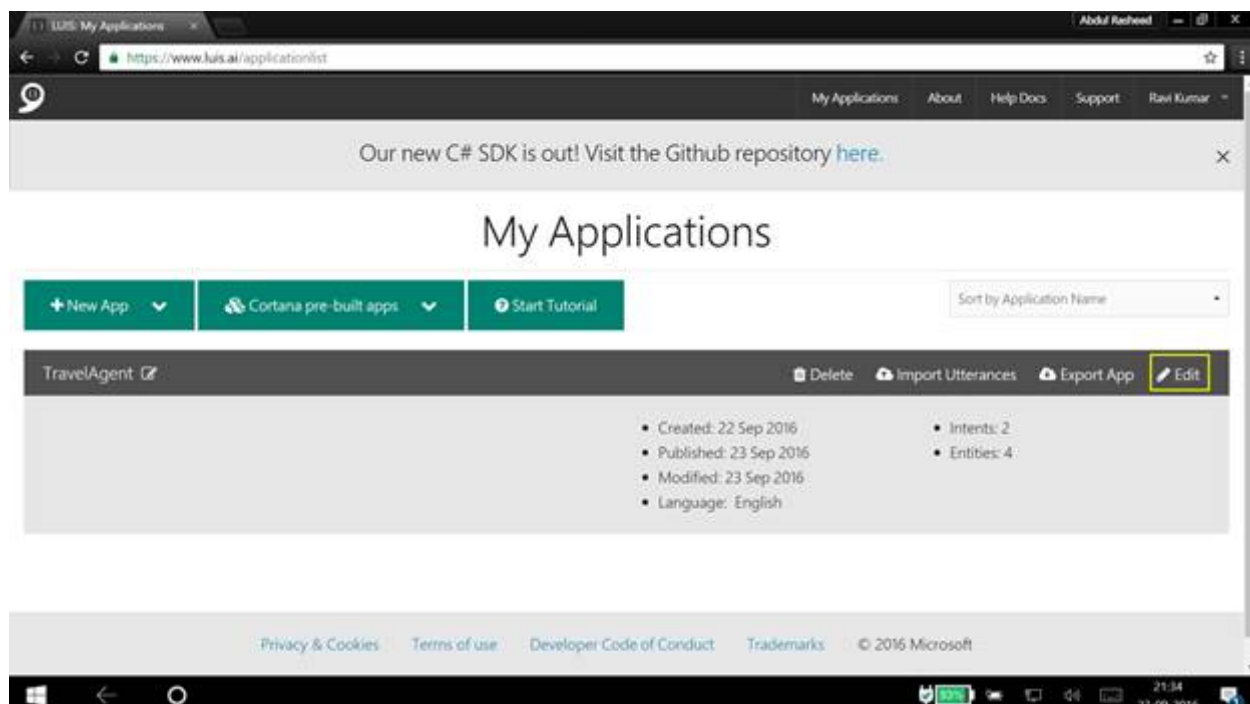 LUIS: My Applications
Abdul Rasheed
https://www.luis.ai/applicationlist
My Applications About Help Docs Support Ravi Kumar
Our new C# SDK is out! Visit the Github repository here.
My Applications
New App Cortana pre-built apps Start Tutorial Sort by Application Name
TravelAgent Delete Import Utterances Export App Edit
Created: 22 Sep 2016 Intents: 2
Published: 23 Sep 2016 Entities: 4
Modified: 23 Sep 2016
Language: English
Privacy & Cookies Terms of use Developer Code of Conduct Trademarks © 2016 Microsoft
21:34